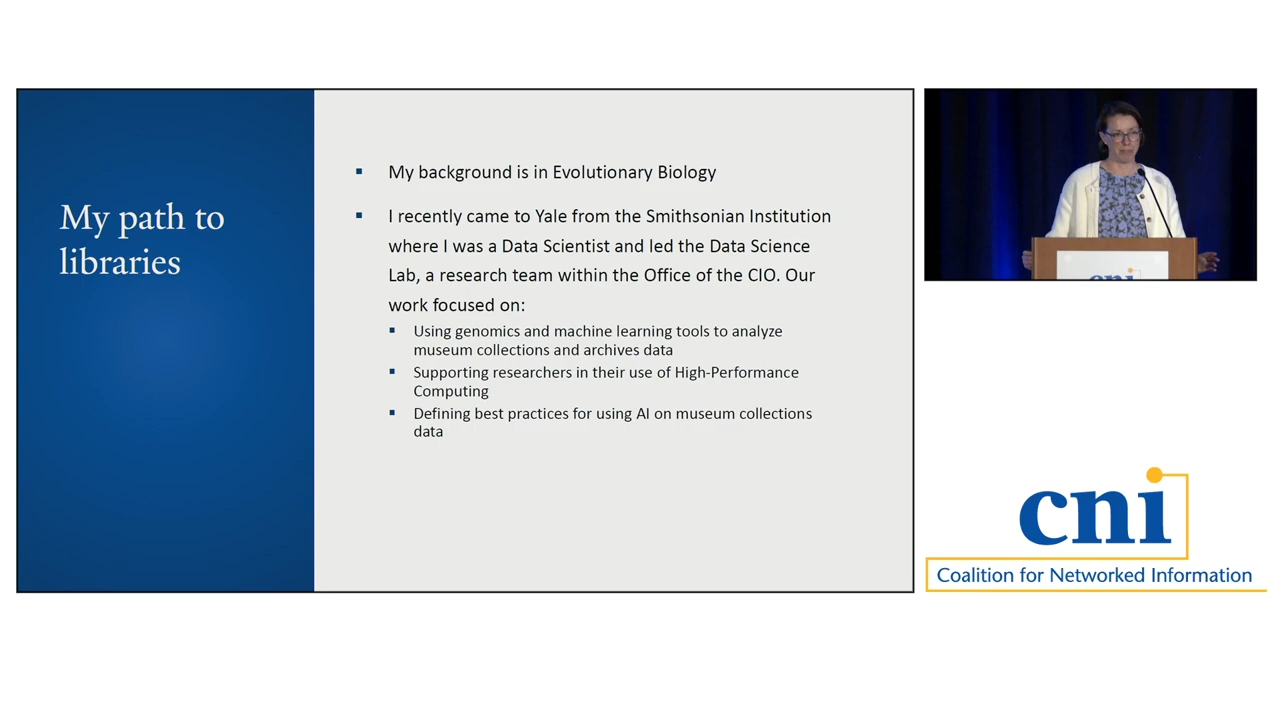 My path to
libraries
My background is in Evolutionary Biology
I recently came to Yale from the Smithsonian Institution
where I was a Data Scientist and led the Data Science
Lab, a research team within the Office of the CIO. Our
work focused on:
Using genomics and machine learning tools to analyze
museum collections and archives data
Supporting researchers in their use of High-Performance
Computing
Defining best practices for using AI on museum collections
data
cni
cni
Coalition for Networked Information